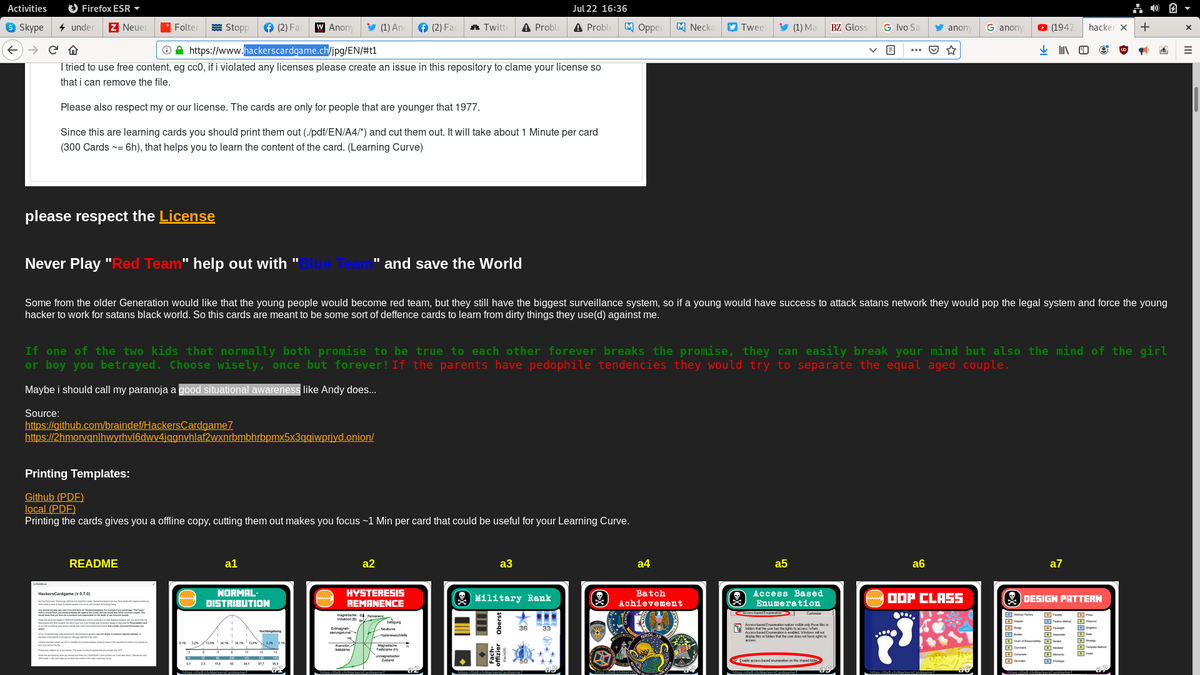 Activities
Firefox ESR
Jul 22 16:36
Skype
under
Neues
Folter
Stopp
(2) Fa
Anony
(1) An
(2) Fa
Twitt
Proble
Proble
Opper
Necka
Tweet
(1) Ma
BZ Gloss
Ivo Sa
anony
anony
(1942
hacker
https://www.hackerscardgame.ch/jpg/EN/#t1
I tried to use free content, eg cc0, if i violated any licenses please create an issue in this repository to clame your license so
that i can remove the file.
Please also respect my or our license. The cards are only for people that are younger that 1977.
Since this are learning cards you should print them out (./pdf/EN/A4/*) and cut them out. It will take about 1 Minute per card
(300 Cards ~= 6h), that helps you to learn the content of the card. (Learning Curve)
please respect the License
Never Play "Red Team" help out with "Blue Team" and save the World
Some from the older Generation would like that the young people would become red team, but they still have the biggest surveillance system, so if a young would have success to attack satans network they would pop the legal system and force the young
hacker to work for satans black world. So this cards are meant to be some sort of deffence cards to learn from dirty things they use(d) against me.
If one of the two kids that normally both promise to be true to each other forever breaks the promise, they can easily break your mind but also the mind of the girl
or boy you betrayed. Choose wisely, once but forever! If the parents have pedophile tendencies they would try to separate the equal aged couple.
Maybe i should call my paranoja a good situational awareness like Andy does...
Source:
https://github.com/braindef/HackersCardgame7
https://2hmorvqnlhwyrhvl6dwv4jqgnvhlaf2wxnrbmbhrbpmx5x3qqiwprjyd.onion/
Printing Templates:
Github (PDF)
local (PDF)
Printing the cards gives you a offline copy, cutting them out makes you focus ~1 Min per card that could be useful for your Learning Curve.
README
a1
a2
a3
a4
a5
a6
a7
HackersCardgame (v 0.7.0)
NORMAL-
DISTRIBUTION
HYSTERESIS
REMANENCE
Military Rank
Oberst
36
33
Fach-
offizier
50
Batch
Achievement
Access Based
Enumeration
OOP CLASS
DESIGN PATTERN